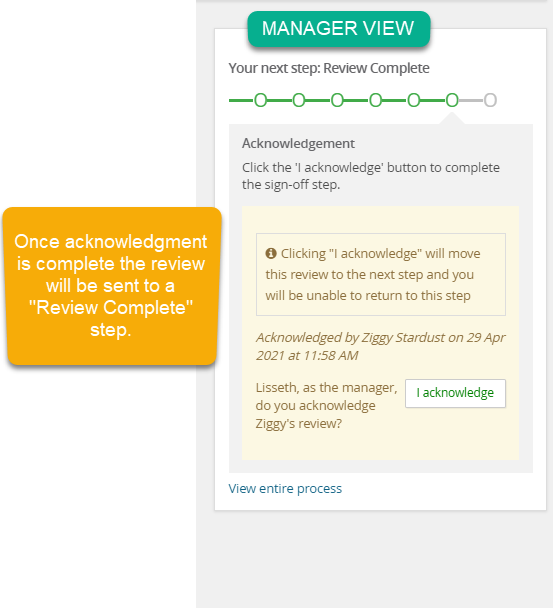 MANAGER VIEW
Your next step: Review Complete
Acknowledgement
Click the 'I acknowledge' button to complete
the sign-off step.
Once acknowledgment
is complete the review
will be sent to a
"Review Complete"
step.
Clicking "I acknowledge" will move
this review to the next step and you
will be unable to return to this step
Acknowledged by Ziggy Stardust on 29 Apr
2021 at 11:58 AM
Lisseth, as the manager,
do you acknowledge
Ziggy's review?
I acknowledge
View entire process